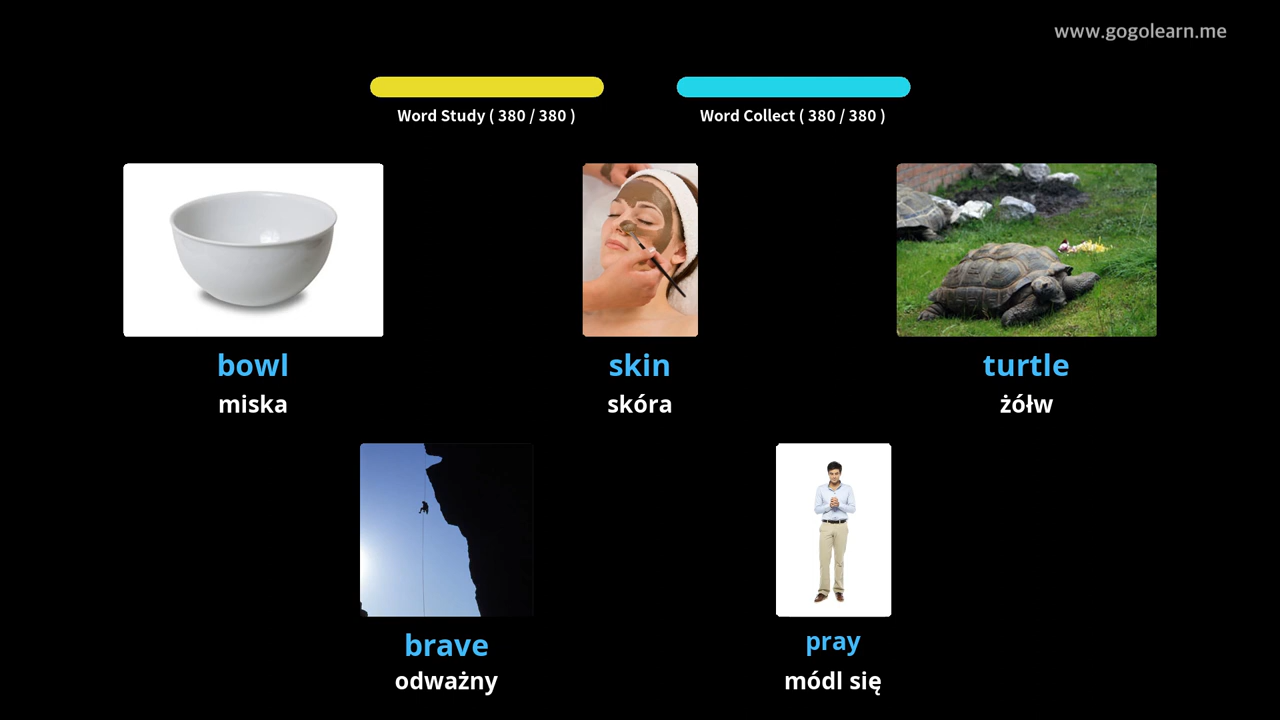 www.gogolearn.me
Word Study ( 380 / 380 )
Word Collect ( 380 / 380 )
bowl
miska
skin
skóra
turtle
żółw
brave
odważny
pray
módl się